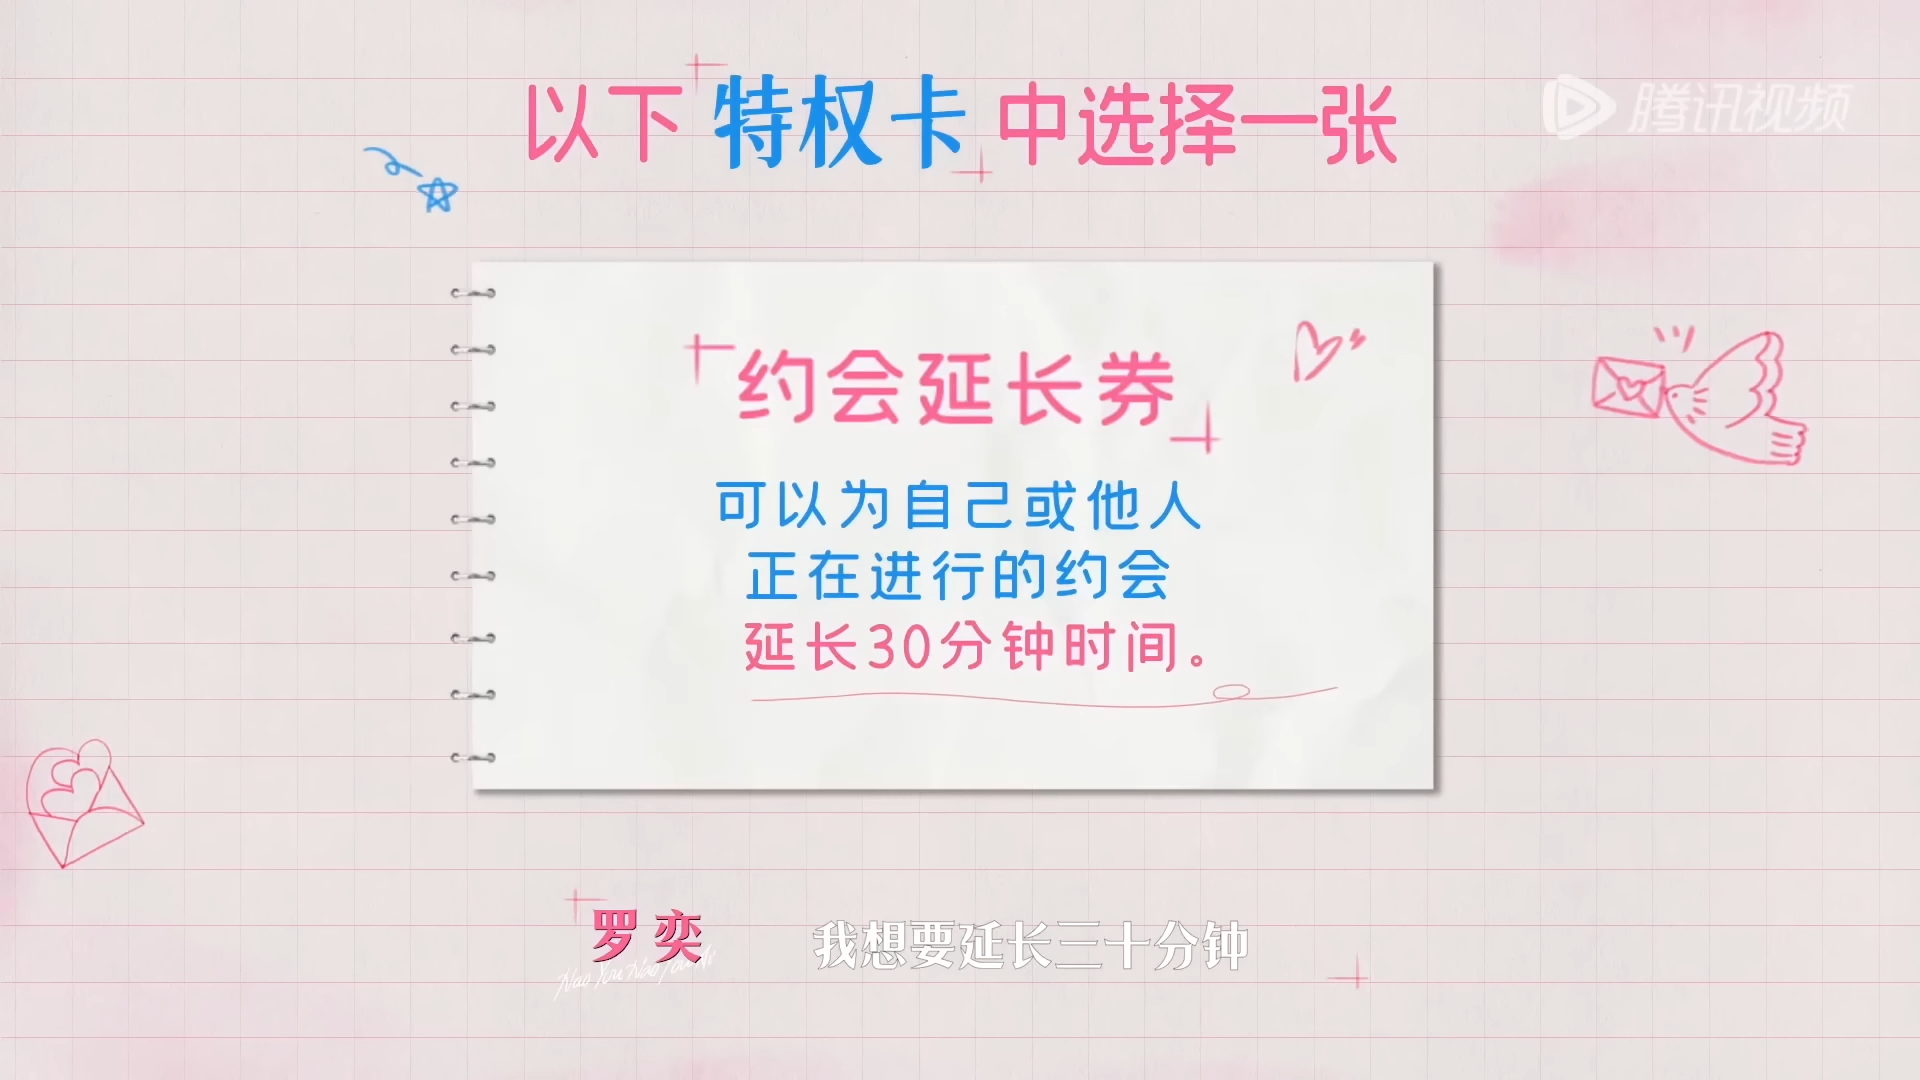 以下特权卡中选择一张
腾讯视频
约会延长券
可以为自己或他人
正在进行的约会
延长30分钟时间。
罗奕
我想要延长三十分钟